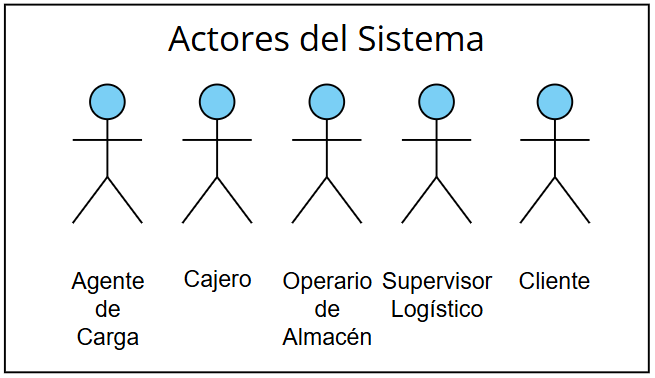 Actores del Sistema
Agente
de
Carga
Cajero
Operario
de
Almacén
Supervisor
Logístico
Cliente